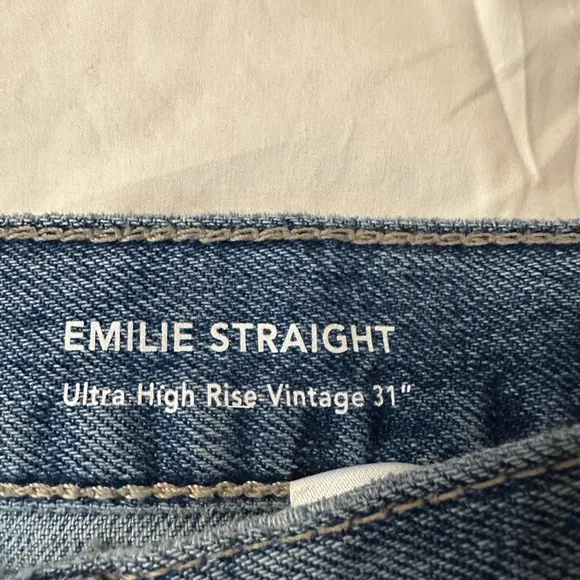 EMILIE STRAIGHT
Ultra High Rise Vintage 31"